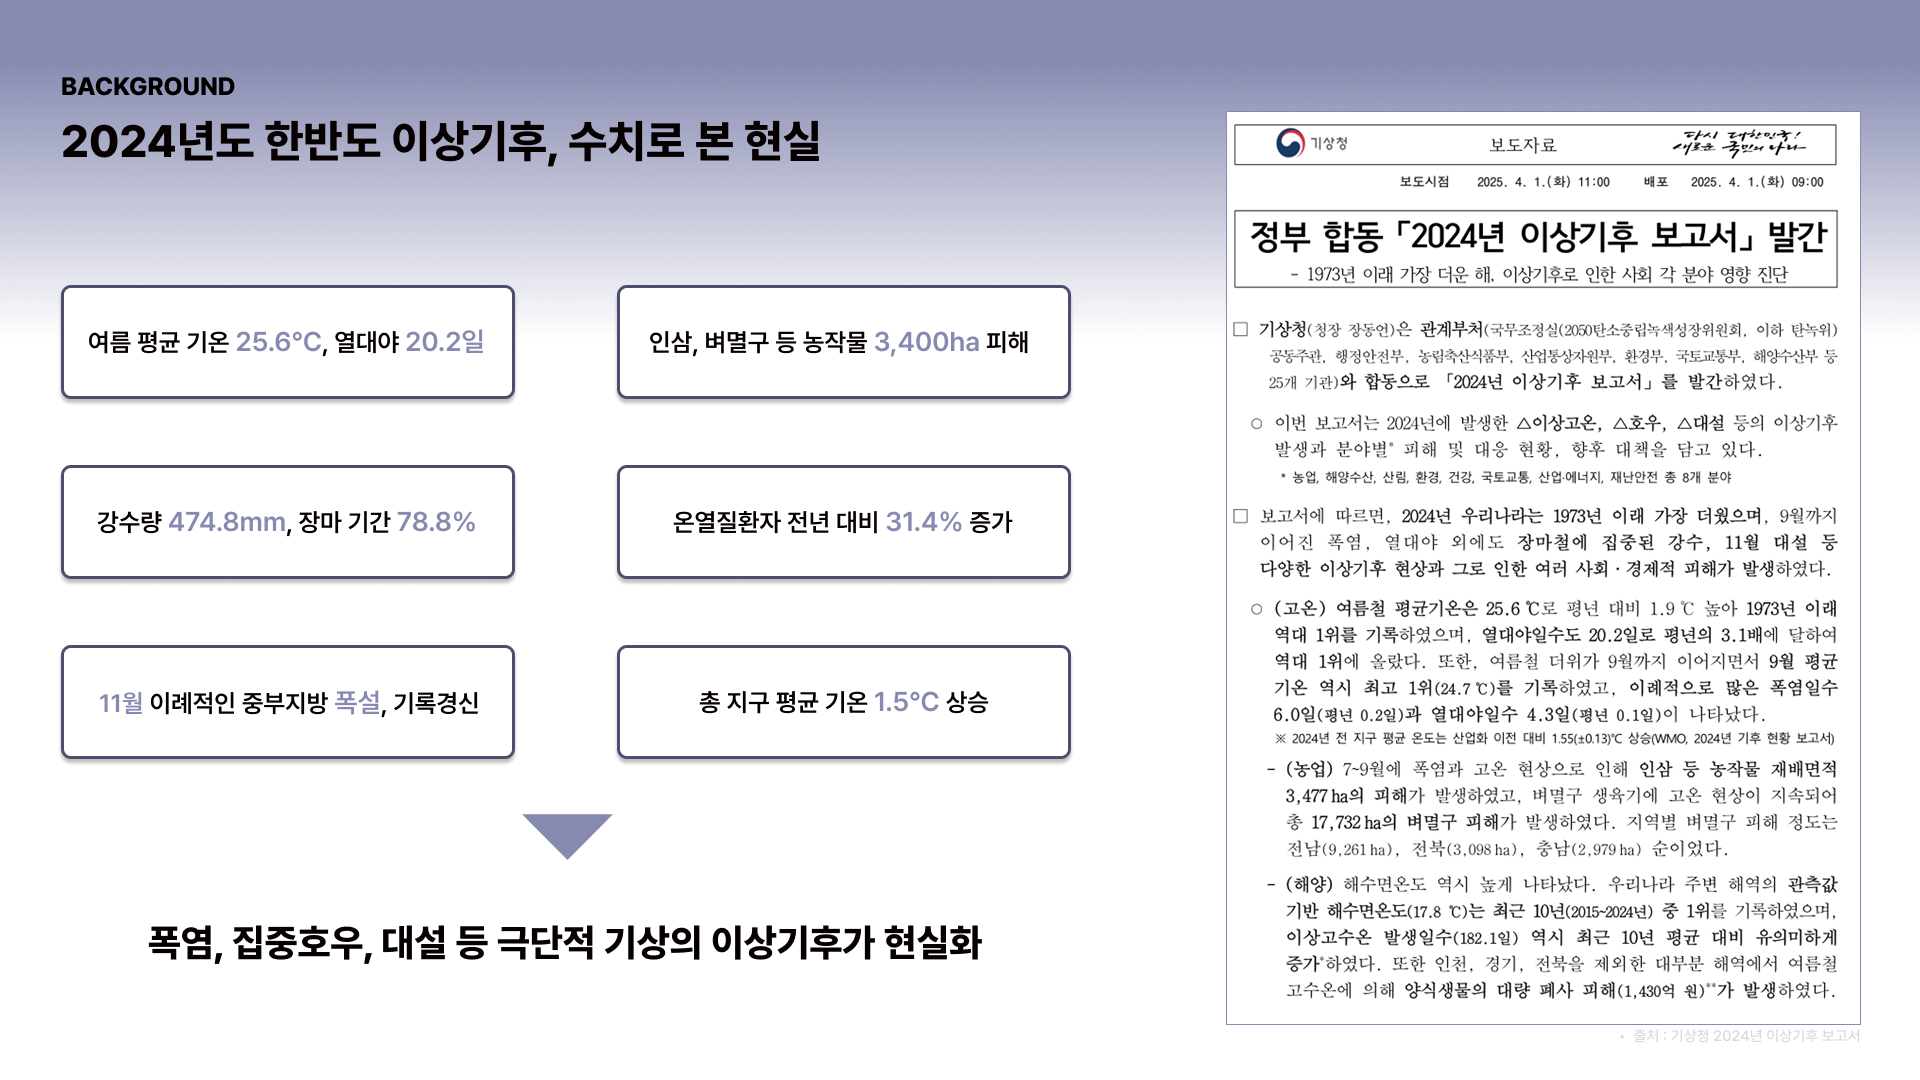 BACKGROUND
2024년도 한반도 이상기후, 수치로 본 현실
여름 평균 기온 25.6°C, 열대야 20.2일
인삼, 벼멸구 등 농작물 3,400ha 피해
강수량 474.8mm, 장마 기간 78.8%
온열질환자 전년 대비 31.4% 증가
11월 이례적인 중부지방 폭설, 기록경신
총 지구 평균 기온 1.5°C 상승
폭염, 집중호우, 대설 등 극단적 기상의 이상기후가 현실화
기상청
보도자료
다시 대한민국!
새로운 국민의 나라
보도시점 2025. 4. 1.(화) 11:00 배포 2025. 4. 1.(화) 09:00
정부 합동 「2024년 이상기후 보고서」 발간
- 1973년 이래 가장 더운 해, 이상기후로 인한 사회 각 분야 영향 진단
□ 기상청(청장 장동언)은 관계부처(국무조정실(2050탄소중립녹색성장위원회, 이하 탄녹위)
공동주관, 행정안전부, 농림축산식품부, 산업통상자원부, 환경부, 국토교통부, 해양수산부 등
25개 기관)와 합동으로 「2024년 이상기후 보고서」를 발간하였다.
○ 이번 보고서는 2024년에 발생한 △이상고온, △호우, △대설 등의 이상기후
발생과 분야별* 피해 및 대응 현황, 향후 대책을 담고 있다.
* 농업, 해양수산, 산림, 환경, 건강, 국토교통, 산업·에너지, 재난안전 총 8개 분야
□ 보고서에 따르면, 2024년 우리나라는 1973년 이래 가장 더웠으며, 9월까지
이어진 폭염, 열대야 외에도 장마철에 집중된 강수, 11월 대설 등
다양한 이상기후 현상과 그로 인한 여러 사회·경제적 피해가 발생하였다.
○ (고온) 여름철 평균기온은 25.6 ℃로 평년 대비 1.9 ℃ 높아 1973년 이래
역대 1위를 기록하였으며, 열대야일수도 20.2일로 평년의 3.1배에 달하여
역대 1위에 올랐다. 또한, 여름철 더위가 9월까지 이어지면서 9월 평균
기온 역시 최고 1위(24.7 ℃)를 기록하였고, 이례적으로 많은 폭염일수
6.0일(평년 0.2일)과 열대야일수 4.3일(평년 0.1일)이 나타났다.
※ 2024년 전 지구 평균 온도는 산업화 이전 대비 1.55(±0.13)℃ 상승(WMO, 2024년 기후 현황 보고서)
- (농업) 7~9월에 폭염과 고온 현상으로 인해 인삼 등 농작물 재배면적
3,477 ha의 피해가 발생하였고, 벼멸구 생육기에 고온 현상이 지속되어
총 17,732 ha의 벼멸구 피해가 발생하였다. 지역별 벼멸구 피해 정도는
전남(9,261 ha), 전북(3,098 ha), 충남(2,979 ha) 순이었다.
- (해양) 해수면온도 역시 높게 나타났다. 우리나라 주변 해역의 관측값
기반 해수면온도(17.8 ℃)는 최근 10년(2015~2024년) 중 1위를 기록하였으며,
이상고수온 발생일수(182.1일) 역시 최근 10년 평균 대비 유의미하게
증가*하였다. 또한 인천, 경기, 전북을 제외한 대부분 해역에서 여름철
고수온에 의해 양식생물의 대량 폐사 피해(1,430억 원)**가 발생하였다.
• 출처 : 기상청 2024년 이상기후 보고서